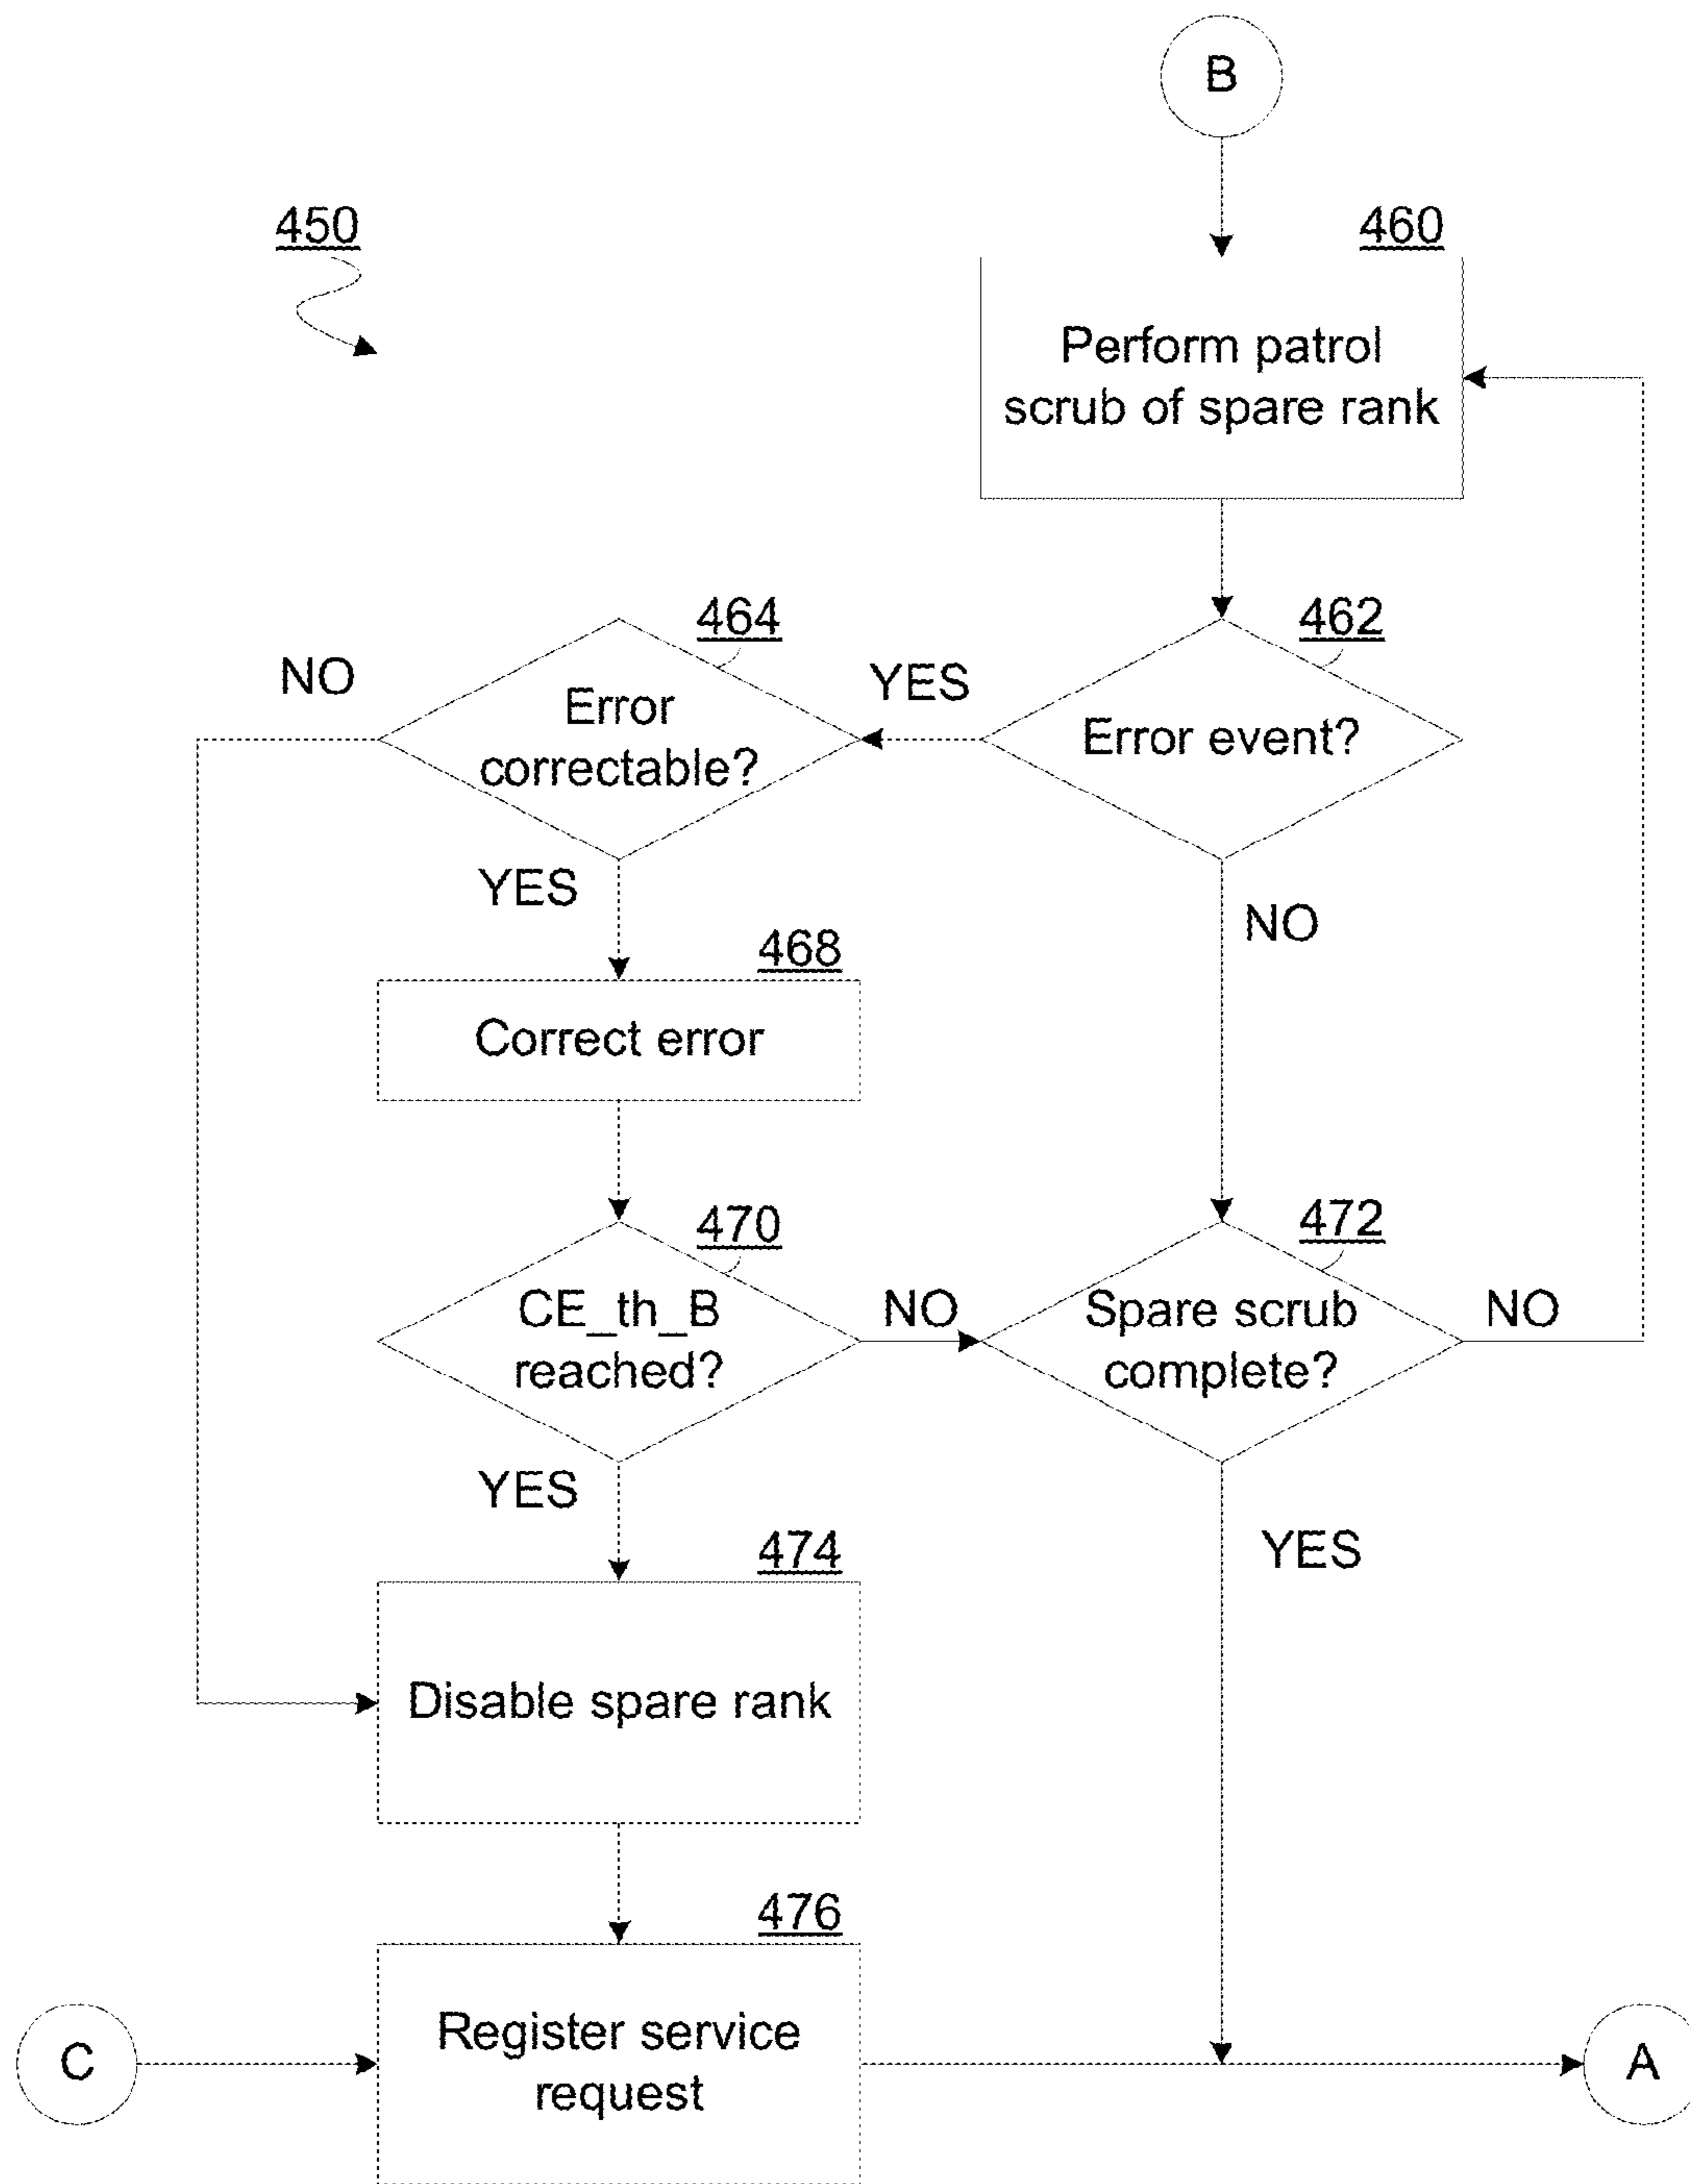 B
450
460
Perform patrol
scrub of spare rank
464
462
NO
YES
Error
correctable?
Error event?
YES
NO
468
Correct error
470
472
CE_th_B
reached?
NO
Spare scrub
complete?
NO
YES
YES
474
Disable spare rank
476
C
Register service
request
A